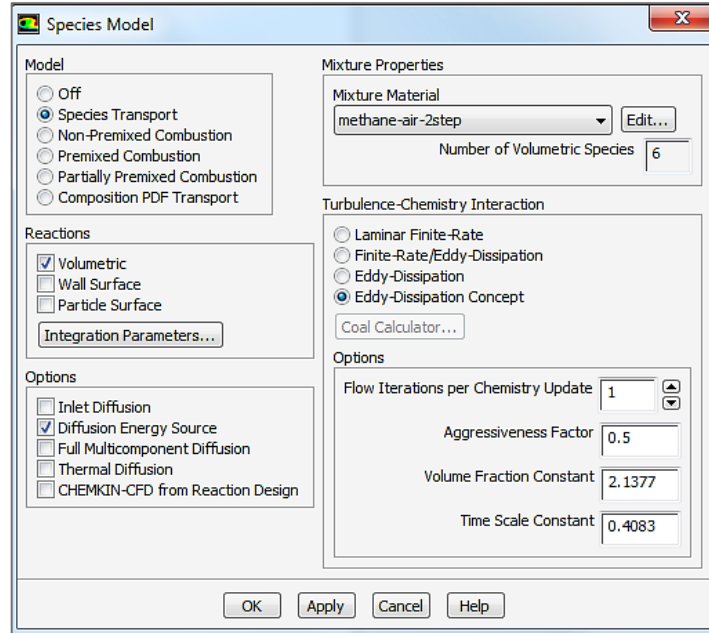 Species Model
Model
Off
Species Transport
Non-Premixed Combustion
Premixed Combustion
Partially Premixed Combustion
Composition PDF Transport
Reactions
Volumetric
Wall Surface
Particle Surface
Integration Parameters...
Options
Inlet Diffusion
Diffusion Energy Source
Full Multicomponent Diffusion
Thermal Diffusion
CHEMKIN-CFD from Reaction Design
Mixture Properties
Mixture Material
methane-air-2step
Edit...
Number of Volumetric Species 6
Turbulence-Chemistry Interaction
Laminar Finite-Rate
Finite-Rate/Eddy-Dissipation
Eddy-Dissipation
Eddy-Dissipation Concept
Coal Calculator...
Options
Flow Iterations per Chemistry Update 1
Aggressiveness Factor 0.5
Volume Fraction Constant 2.1377
Time Scale Constant 0.4083
OK Apply Cancel Help